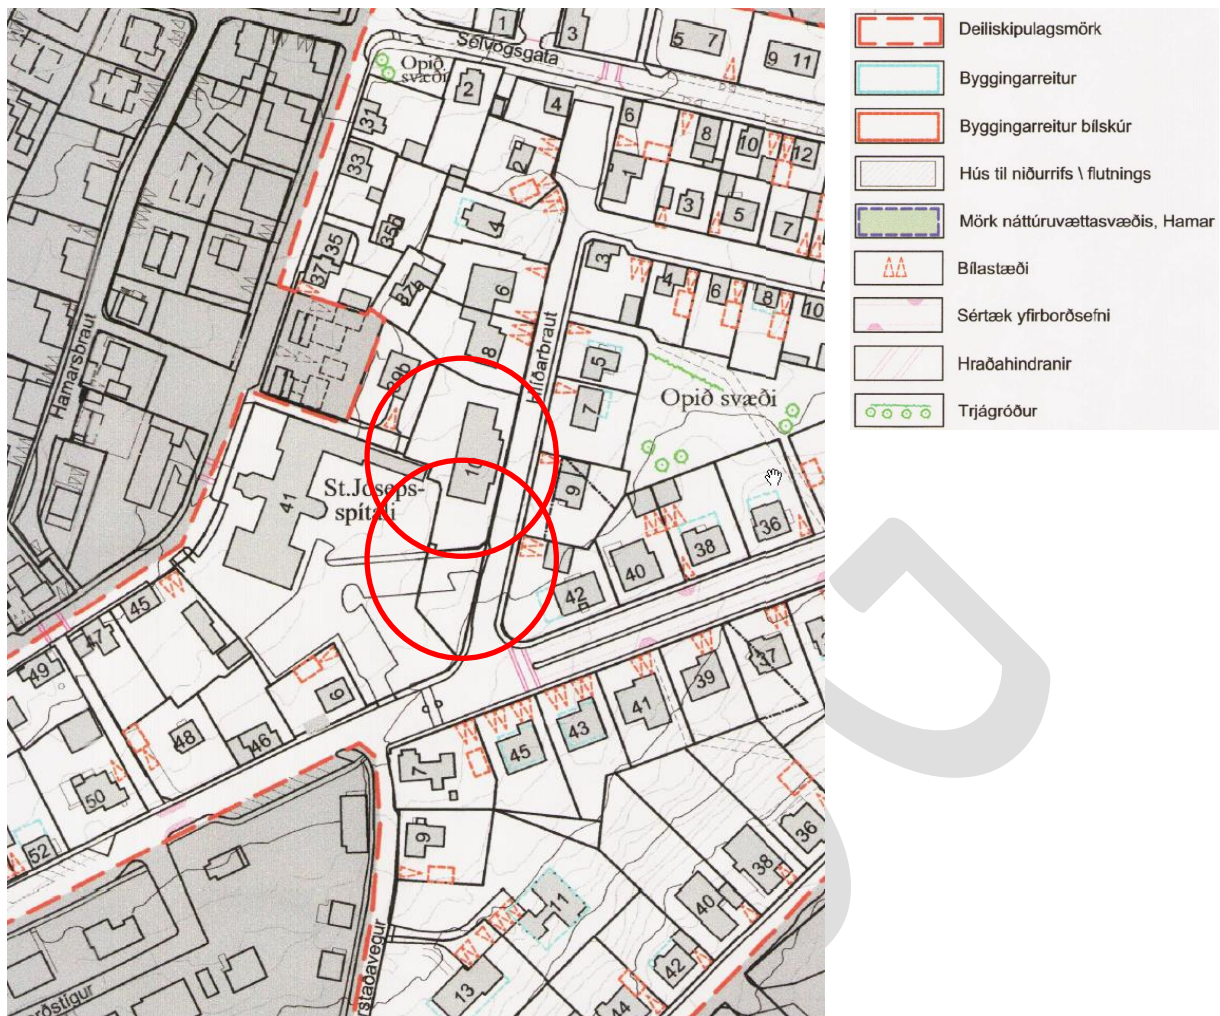 Selvogsgata
1
3
5 7
9 11
Opið
svæði
2
4
6
8
10
12
31
33
2
1
3
5
7
35b
35
37
37a
4
3
4
6
8
10
6
8
5
7
9
39b
10
Hamarsbraut
Hlíðarbraut
Opið svæði
St.Jóseps-
spítali
41
36
38
40
42
45
47
49
6
46
48
50
52
37
39
41
43
45
7
9
11
13
36
38
40
42
44
Deiliskipulagsmörk
Byggingarreitur
Byggingarreitur bílskúr
Hús til niðurrifs \ flutnings
Mörk náttúruvættasvæðis, Hamar
Bílastæði
Sértæk yfirborðsefni
Hraðahindranir
Trjágróður